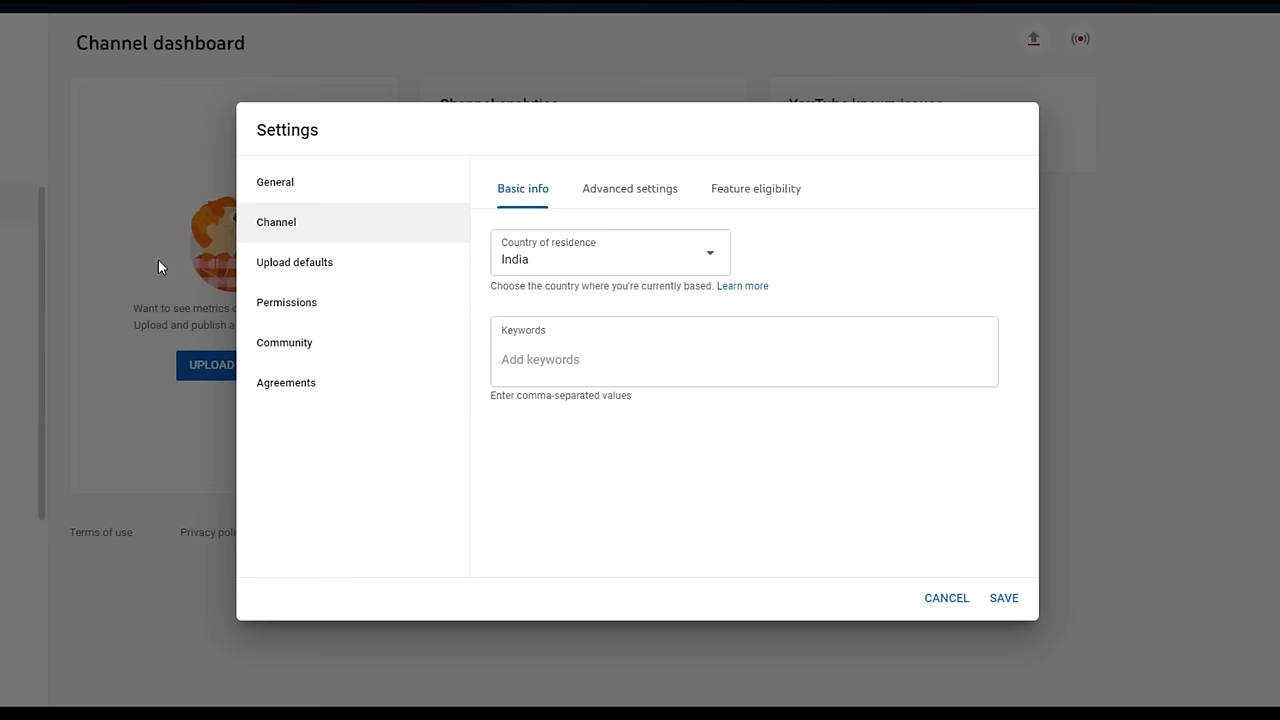 Channel dashboard
Settings
General
Channel
Upload defaults
Permissions
Community
Agreements
Basic info
Advanced settings
Feature eligibility
Country of residence
India
Choose the country where you're currently based. Learn more
Keywords
Add keywords
Enter comma-separated values
CANCEL
SAVE
Want to see metrics
Upload and publish a
UPLOAD
Terms of use
Privacy poli